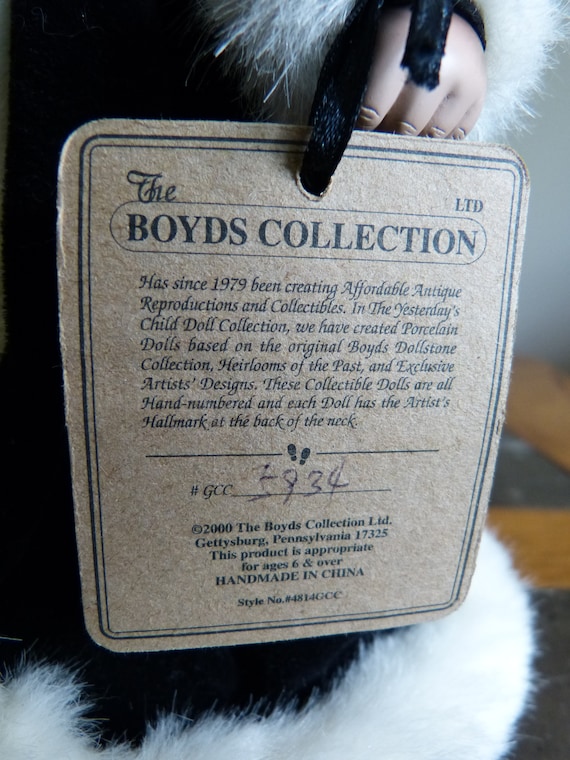 The
LTD
BOYDS COLLECTION
Has since 1979 been creating Affordable Antique
Reproductions and Collectibles. In The Yesterday's
Child Doll Collection, we have created Porcelain
Dolls based on the original Boyds Dollstone
Collection, Heirlooms of the Past, and Exclusive
Artists' Designs. These Collectible Dolls are all
Hand-numbered and each Doll has the Artist's
Hallmark at the back of the neck.
# GCC
©2000 The Boyds Collection Ltd.
Gettysburg, Pennsylvania 17325
This product is appropriate
for ages 6 & over
HANDMADE IN CHINA
Style No.#4814GCC